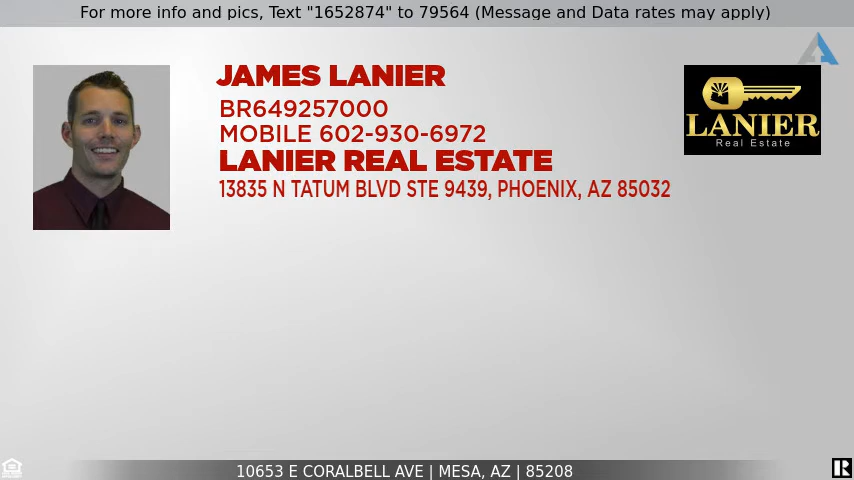 For more info and pics, Text "1652874" to 79564 (Message and Data rates may apply)
JAMES LANIER
BR649257000
MOBILE 602-930-6972
LANIER REAL ESTATE
13835 N TATUM BLVD STE 9439, PHOENIX, AZ 85032
LANIER
Real Estate
10653 E CORALBELL AVE | MESA, AZ | 85208